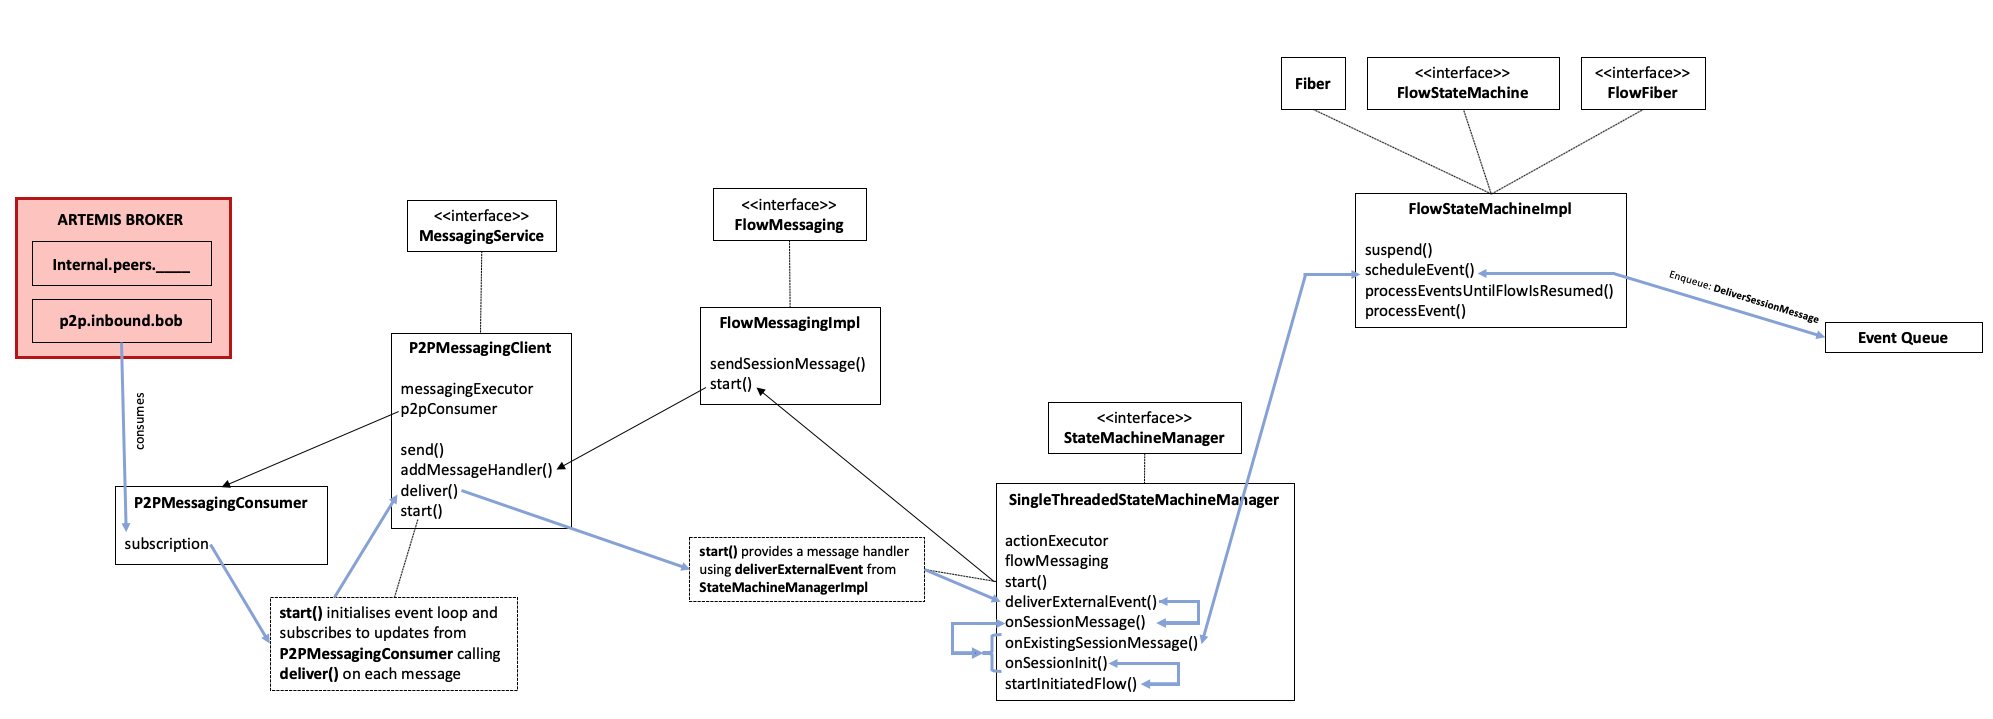 ARTEMIS BROKER
Internal.peers.____
p2p.inbound.bob
consumes
P2PMessagingConsumer
subscription
<<interface>>
MessagingService
P2PMessagingClient
messagingExecutor
p2pConsumer
send()
addMessageHandler()
deliver()
start()
start() initialises event loop and
subscribes to updates from
P2PMessagingConsumer calling
deliver() on each message
<<interface>>
FlowMessaging
FlowMessagingImpl
sendSessionMessage()
start()
start() provides a message handler
using deliverExternalEvent from
StateMachineManagerImpl
<<interface>>
StateMachineManager
SingleThreadedStateMachineManager
actionExecutor
flowMessaging
start()
deliverExternalEvent()
onSessionMessage()
onExistingSessionMessage()
onSessionInit()
startInitiatedFlow()
Fiber
<<interface>>
FlowStateMachine
<<interface>>
FlowFiber
FlowStateMachineImpl
suspend()
scheduleEvent()
processEventsUntilFlowIsResumed()
processEvent()
Enqueue: DeliverSessionMessage
Event Queue